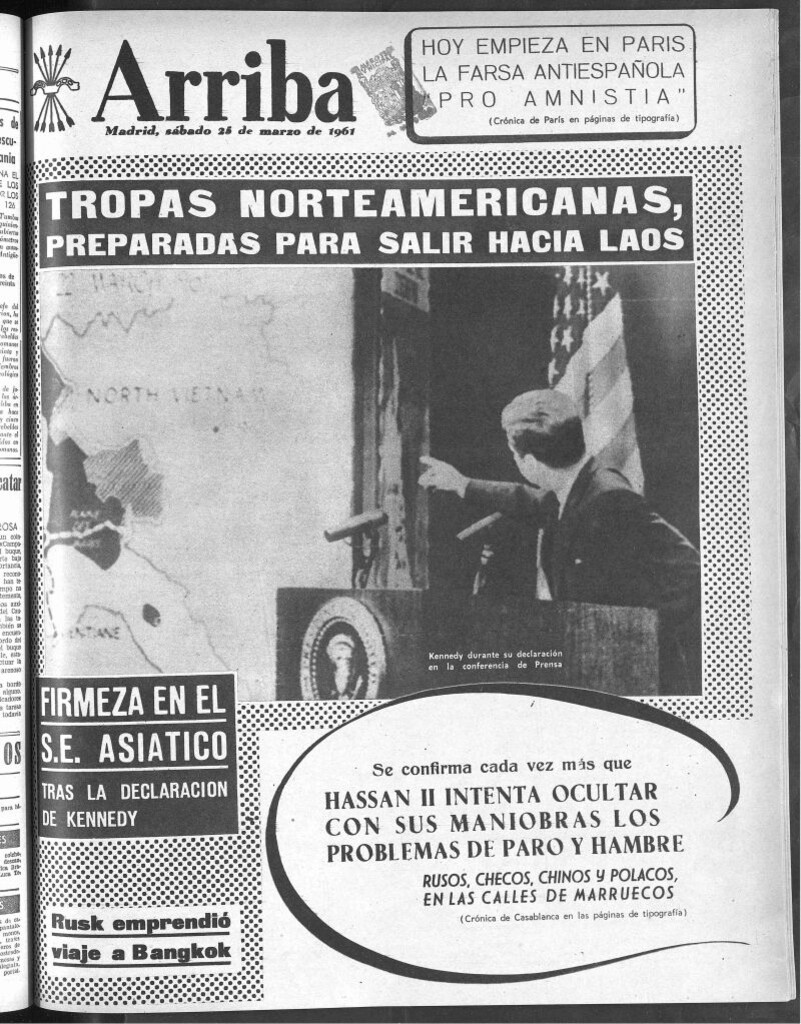 Arriba
Madrid, sábado 25 de marzo de 1961
HOY EMPIEZA EN PARIS
LA FARSA ANTIESPAÑOLA
"PRO AMNISTIA"
(Crónica de París en páginas de tipografía)
TROPAS NORTEAMERICANAS,
PREPARADAS PARA SALIR HACIA LAOS
22 MARCH
NORTH VIETNAM
Kennedy durante su declaración
en la conferencia de Prensa
FIRMEZA EN EL
S.E. ASIATICO
TRAS LA DECLARACION
DE KENNEDY
Rusk emprendió
viaje a Bangkok
Se confirma cada vez más que
HASSAN II INTENTA OCULTAR
CON SUS MANIOBRAS LOS
PROBLEMAS DE PARO Y HAMBRE
RUSOS, CHECOS, CHINOS Y POLACOS,
EN LAS CALLES DE MARRUECOS
(Crónica de Casablanca en las páginas de tipografía)